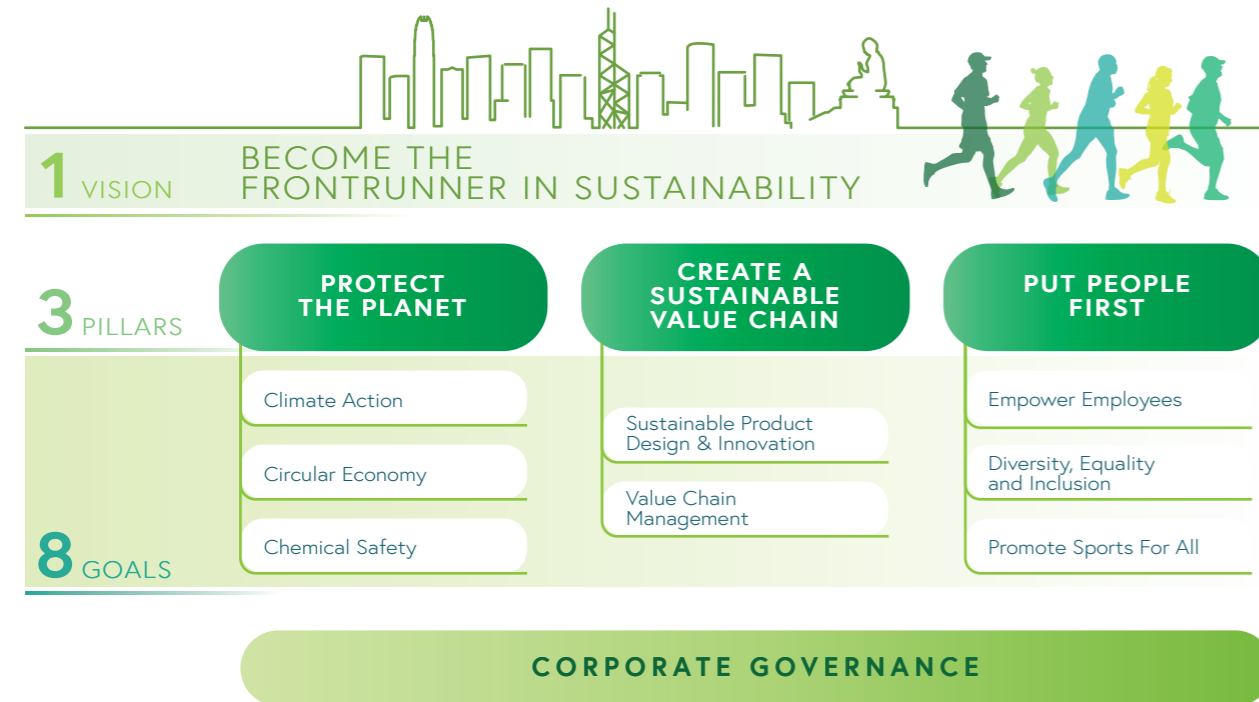 1 VISION
BECOME THE
FRONTRUNNER IN SUSTAINABILITY
3 PILLARS
PROTECT
THE PLANET
CREATE A
SUSTAINABLE
VALUE CHAIN
PUT PEOPLE
FIRST
8 GOALS
Climate Action
Circular Economy
Chemical Safety
Sustainable Product
Design & Innovation
Value Chain
Management
Empower Employees
Diversity, Equality
and Inclusion
Promote Sports For All
CORPORATE GOVERNANCE